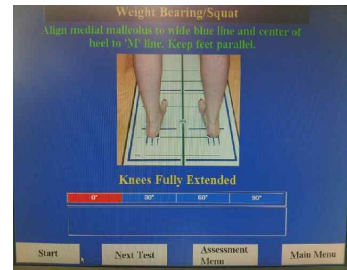 Weight Bearing/Squat
Align medial malleolus to wide blue line and center of
heel to 'M' line. Keep feet parallel.
Knees Fully Extended
0° 30° 60° 90°
Start Next Test Assessment Menu Main Menu